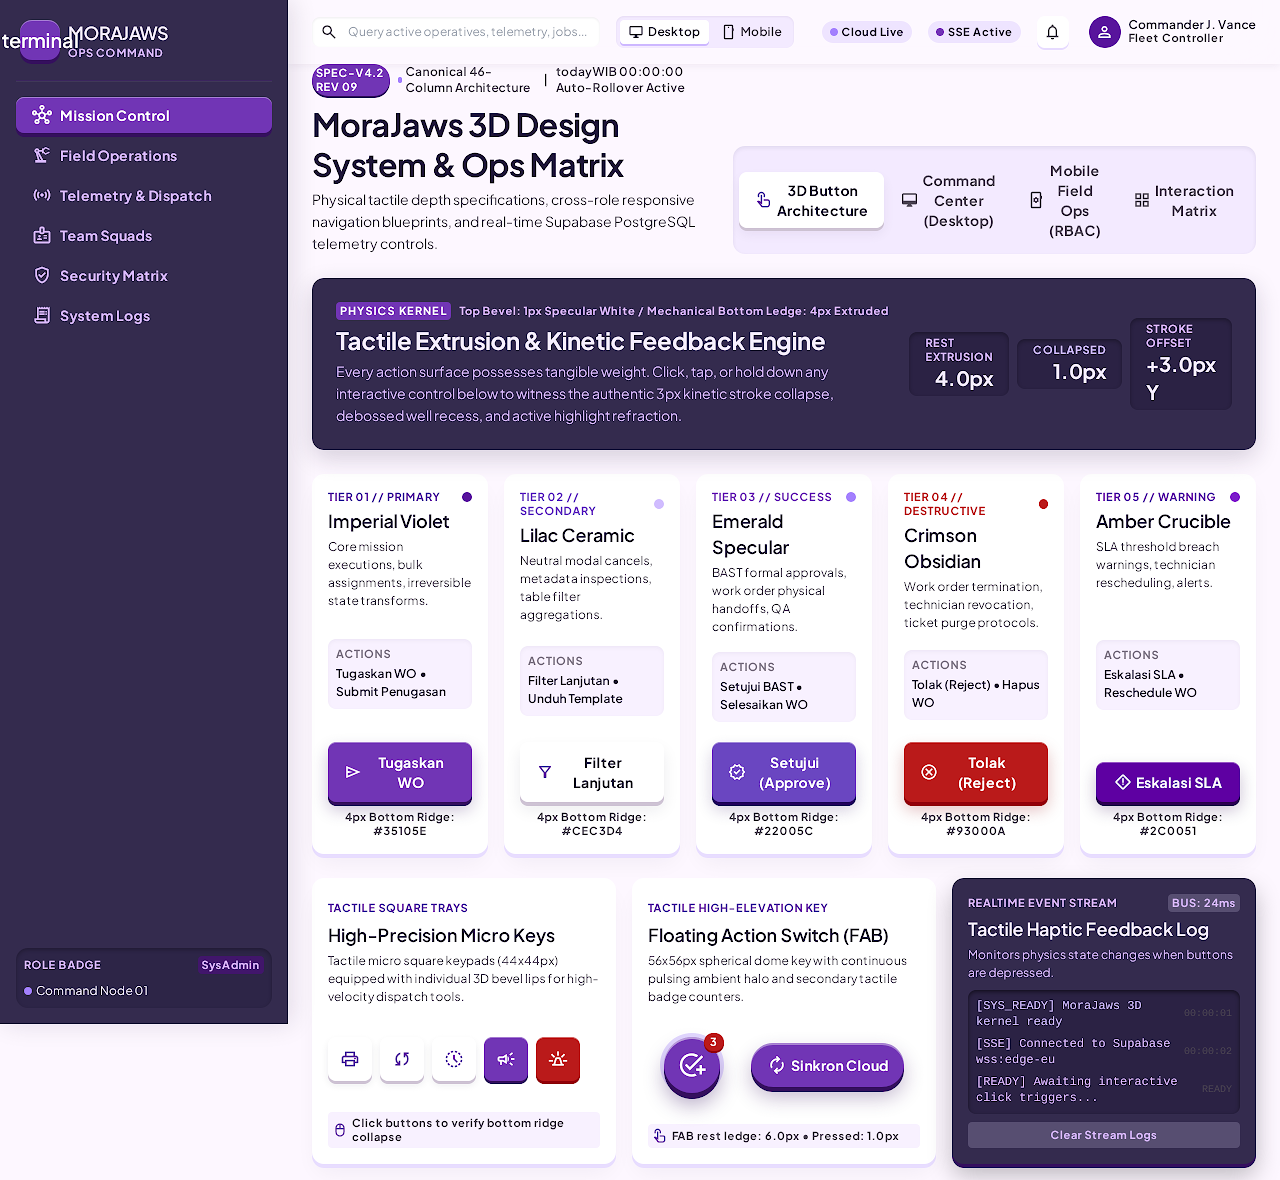 terminal
MORAJAWS
OPS COMMAND
Mission Control
Field Operations
Telemetry & Dispatch
Team Squads
Security Matrix
System Logs
ROLE BADGE
SysAdmin
Command Node 01
Query active operatives, telemetry, jobs...
Desktop
Mobile
Cloud Live
SSE Active
Commander J. Vance
Fleet Controller
SPEC-V4.2
REV 09
Canonical 46-
Column Architecture
|
todayWIB 00:00:00
Auto-Rollover Active
MoraJaws 3D Design
System & Ops Matrix
Physical tactile depth specifications, cross-role responsive
navigation blueprints, and real-time Supabase PostgreSQL
telemetry controls.
3D Button
Architecture
Command
Center
(Desktop)
Mobile
Field
Ops
(RBAC)
Interaction
Matrix
PHYSICS KERNEL
Top Bevel: 1px Specular White / Mechanical Bottom Ledge: 4px Extruded
Tactile Extrusion & Kinetic Feedback Engine
Every action surface possesses tangible weight. Click, tap, or hold down any
interactive control below to witness the authentic 3px kinetic stroke collapse,
debossed well recess, and active highlight refraction.
REST
EXTRUSION
4.0px
COLLAPSED
1.0px
STROKE
OFFSET
+3.0px
Y
TIER 01 // PRIMARY
Imperial Violet
Core mission
executions, bulk
assignments, irreversible
state transforms.
ACTIONS
Tugaskan WO •
Submit Penugasan
Tugaskan
WO
4px Bottom Ridge:
#35105E
TIER 02 //
SECONDARY
Lilac Ceramic
Neutral modal cancels,
metadata inspections,
table filter
aggregations.
ACTIONS
Filter Lanjutan •
Unduh Template
Filter
Lanjutan
4px Bottom Ridge:
#CEC3D4
TIER 03 // SUCCESS
Emerald
Specular
BAST formal approvals,
work order physical
handoffs, QA
confirmations.
ACTIONS
Setujui BAST •
Selesaikan WO
Setujui
(Approve)
4px Bottom Ridge:
#22005C
TIER 04 //
DESTRUCTIVE
Crimson
Obsidian
Work order termination,
technician revocation,
ticket purge protocols.
ACTIONS
Tolak (Reject) • Hapus
WO
Tolak
(Reject)
4px Bottom Ridge:
#93000A
TIER 05 // WARNING
Amber Crucible
SLA threshold breach
warnings, technician
rescheduling, alerts.
ACTIONS
Eskalasi SLA •
Reschedule WO
Eskalasi SLA
4px Bottom Ridge:
#2C0051
TACTILE SQUARE TRAYS
High-Precision Micro Keys
Tactile micro square keypads (44x44px)
equipped with individual 3D bevel lips for high-
velocity dispatch tools.
Click buttons to verify bottom ridge
collapse
TACTILE HIGH-ELEVATION KEY
Floating Action Switch (FAB)
56x56px spherical dome key with continuous
pulsing ambient halo and secondary tactile
badge counters.
3
Sinkron Cloud
FAB rest ledge: 6.0px • Pressed: 1.0px
REALTIME EVENT STREAM
BUS: 24ms
Tactile Haptic Feedback Log
Monitors physics state changes when buttons
are depressed.
[SYS_READY] MoraJaws 3D
kernel ready
00:00:01
[SSE] Connected to Supabase
wss:edge-eu
00:00:02
[READY] Awaiting interactive
click triggers...
READY
Clear Stream Logs